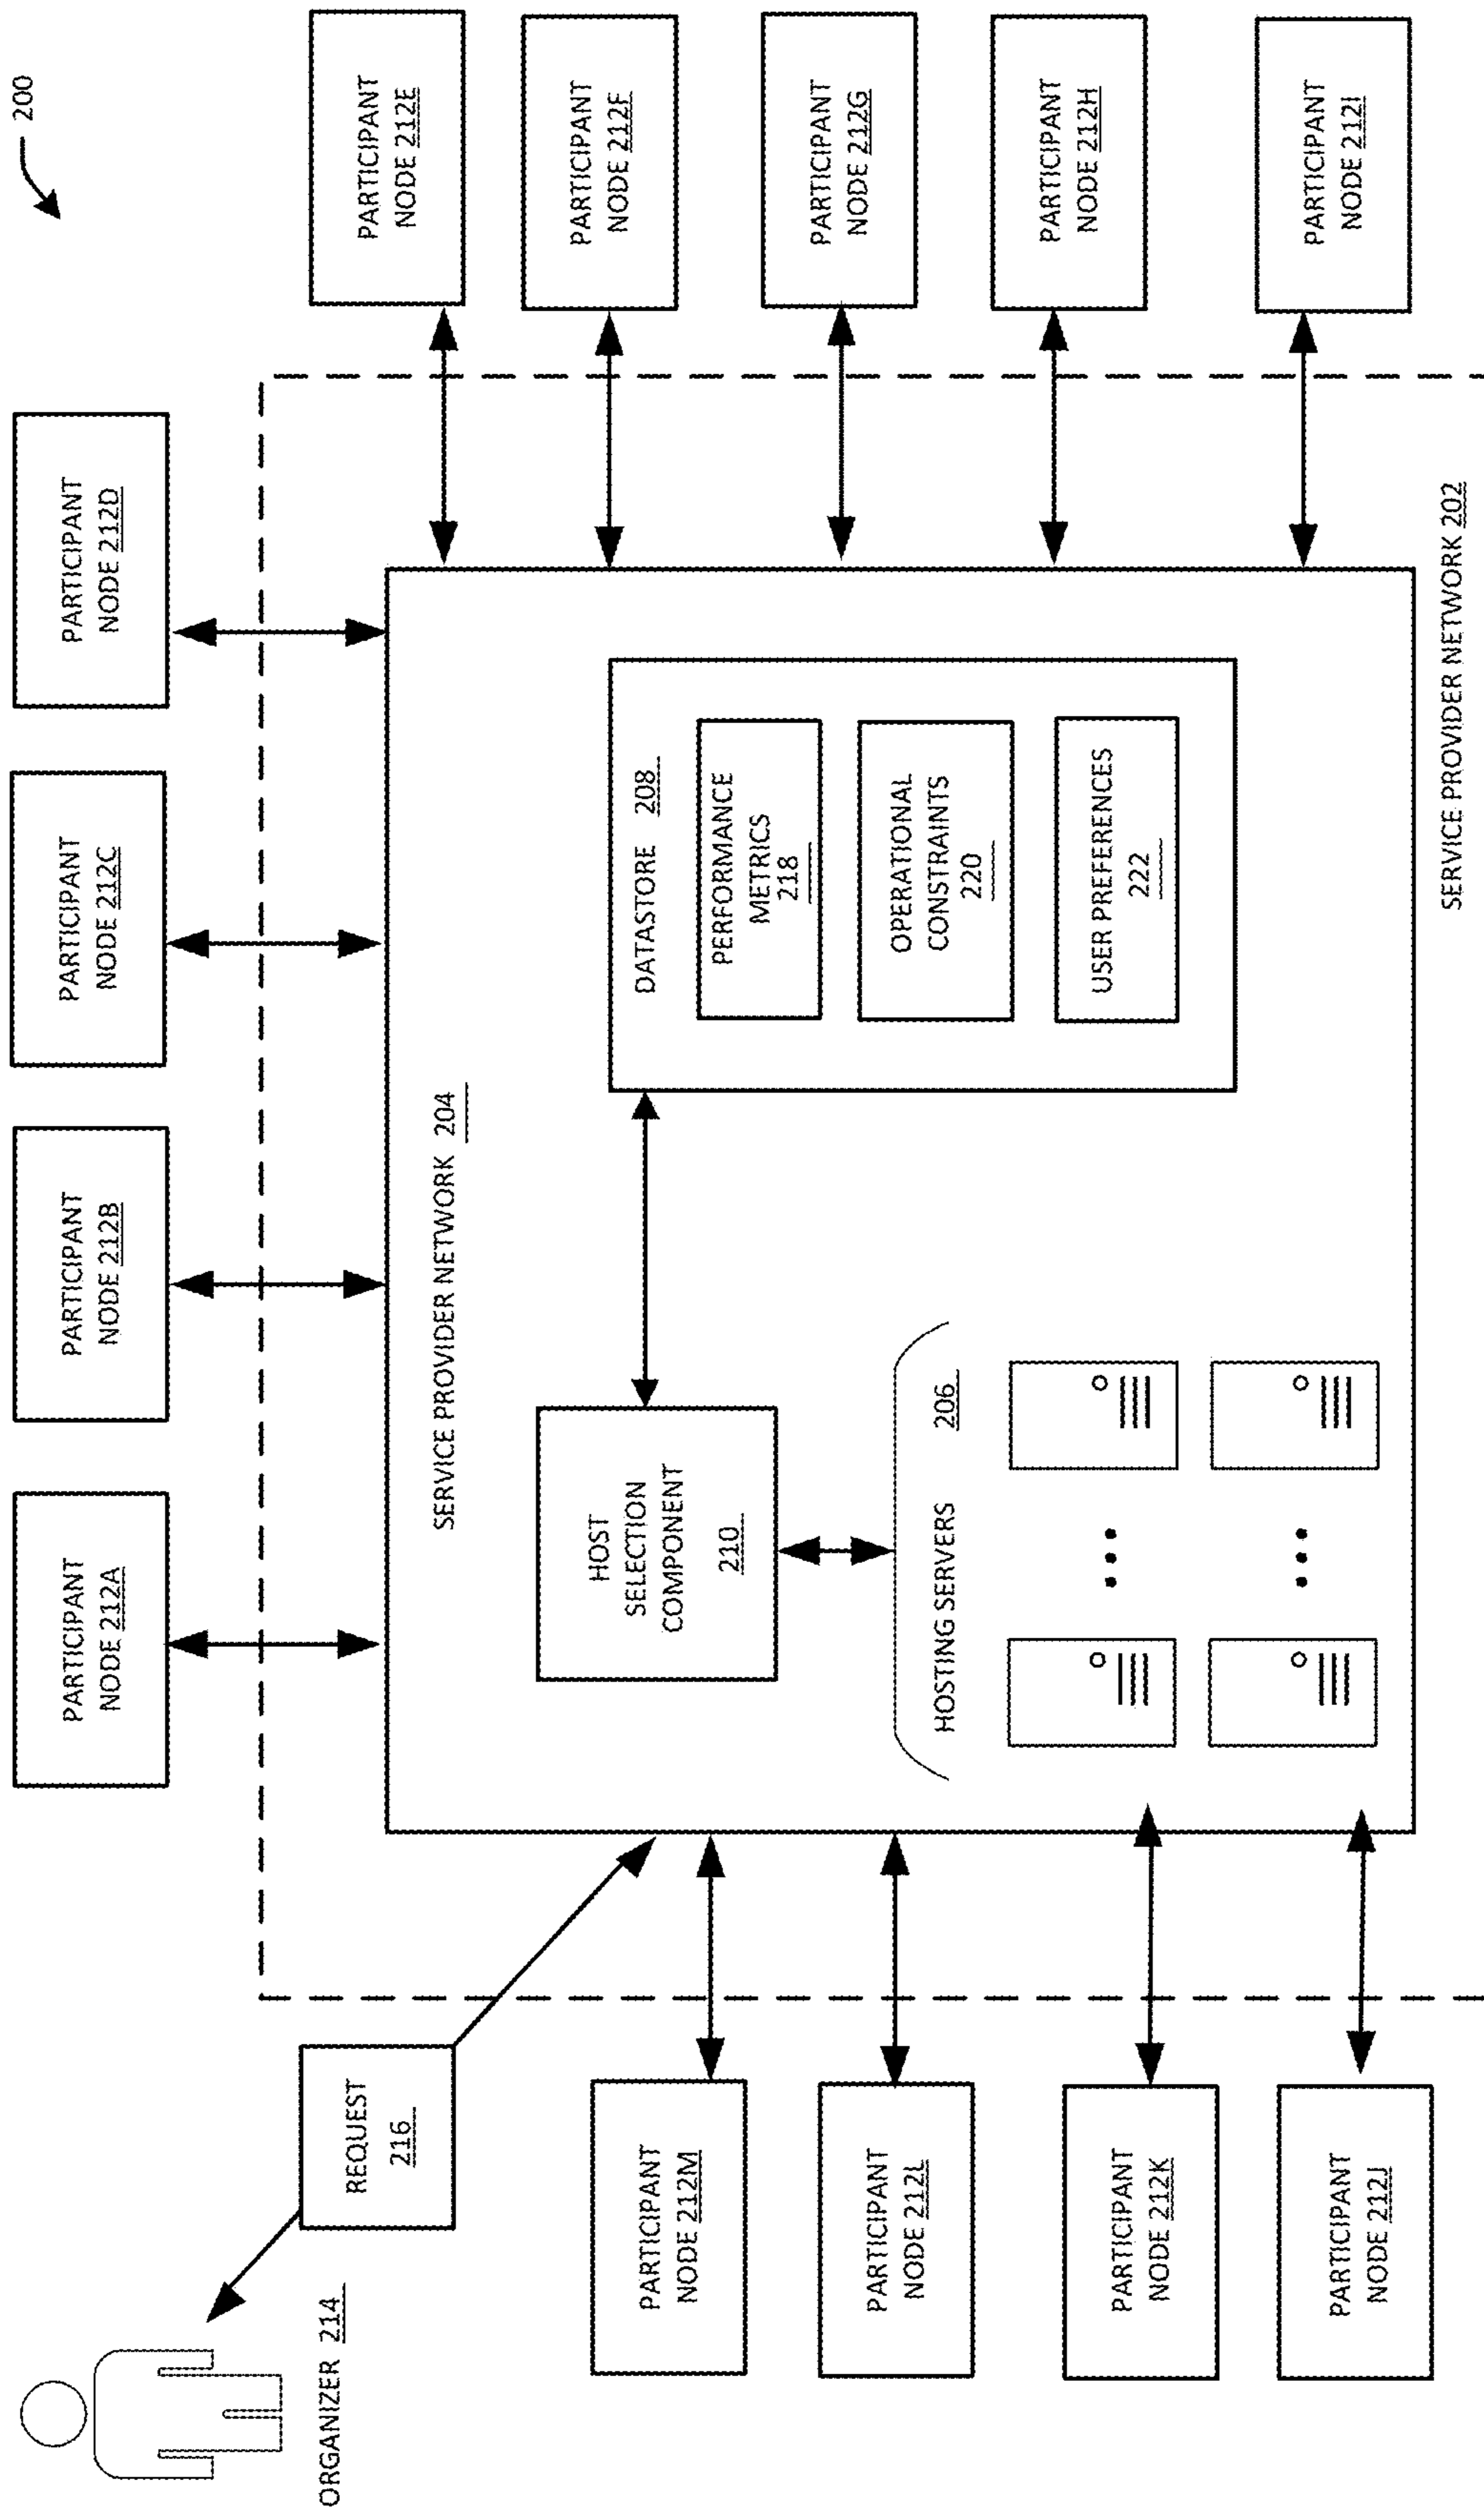 200
ORGANIZER 214
REQUEST
216
PARTICIPANT
NODE 212A
PARTICIPANT
NODE 212B
PARTICIPANT
NODE 212C
PARTICIPANT
NODE 212D
PARTICIPANT
NODE 212E
PARTICIPANT
NODE 212F
PARTICIPANT
NODE 212G
PARTICIPANT
NODE 212H
PARTICIPANT
NODE 212I
PARTICIPANT
NODE 212M
PARTICIPANT
NODE 212L
PARTICIPANT
NODE 212K
PARTICIPANT
NODE 212J
SERVICE PROVIDER NETWORK 204
HOST
SELECTION
COMPONENT
210
HOSTING SERVERS 206
DATASTORE 208
PERFORMANCE
METRICS
218
OPERATIONAL
CONSTRAINTS
220
USER PREFERENCES
222
SERVICE PROVIDER NETWORK 202